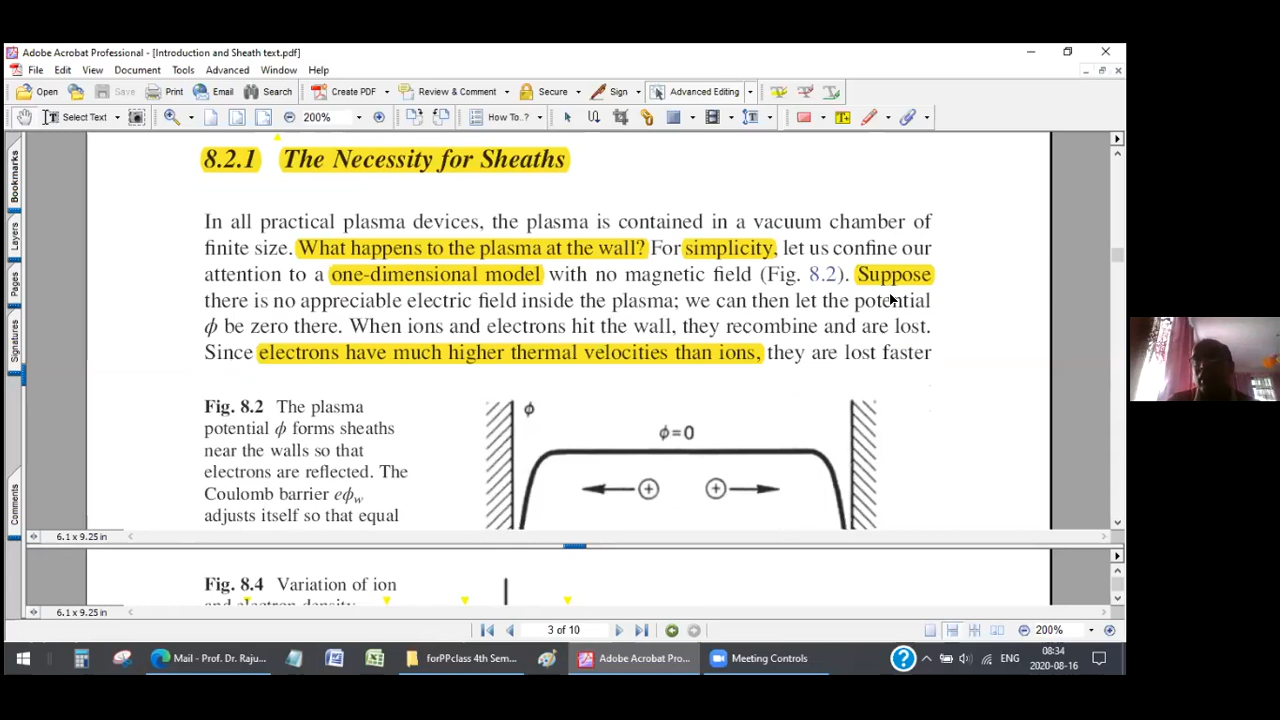 Adobe Acrobat Professional - [Introduction and Sheath text.pdf]
File Edit View Document Tools Advanced Window Help
Open Save Print Email Search Create PDF Review & Comment Secure Sign Advanced Editing
Select Text 200% How To..?
Bookmarks
Layers
Pages
Signatures
Comments
8.2.1 The Necessity for Sheaths
In all practical plasma devices, the plasma is contained in a vacuum chamber of
finite size. What happens to the plasma at the wall? For simplicity, let us confine our
attention to a one-dimensional model with no magnetic field (Fig. 8.2). Suppose
there is no appreciable electric field inside the plasma; we can then let the potential
ϕ be zero there. When ions and electrons hit the wall, they recombine and are lost.
Since electrons have much higher thermal velocities than ions, they are lost faster
Fig. 8.2 The plasma
potential ϕ forms sheaths
near the walls so that
electrons are reflected. The
Coulomb barrier eϕw
adjusts itself so that equal
ϕ
ϕ=0
+ +
6.1 x 9.25 in
Fig. 8.4 Variation of ion
and electron density
6.1 x 9.25 in
3 of 10 200%
Mail - Prof. Dr. Raju... forPPclass 4th Sem... Adobe Acrobat Pro... Meeting Controls ENG 08:34
2020-08-16